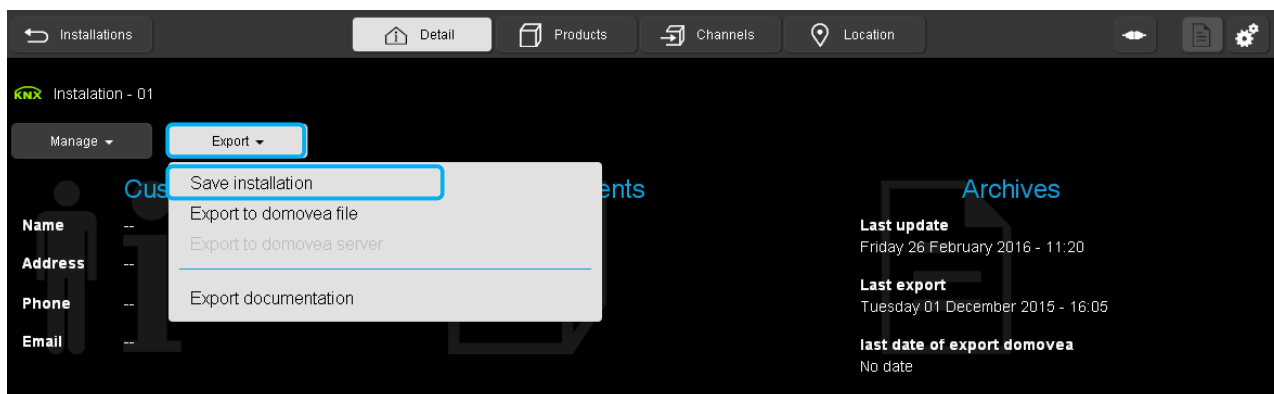 Installations
Detail
Products
Channels
Location
KNX Instalation - 01
Manage
Export
Save installation
Export to domovea file
Export to domovea server
Export documentation
Cus
Name --
Address --
Phone --
Email --
ents
Archives
Last update
Friday 26 February 2016 - 11:20
Last export
Tuesday 01 December 2015 - 16:05
last date of export domovea
No date